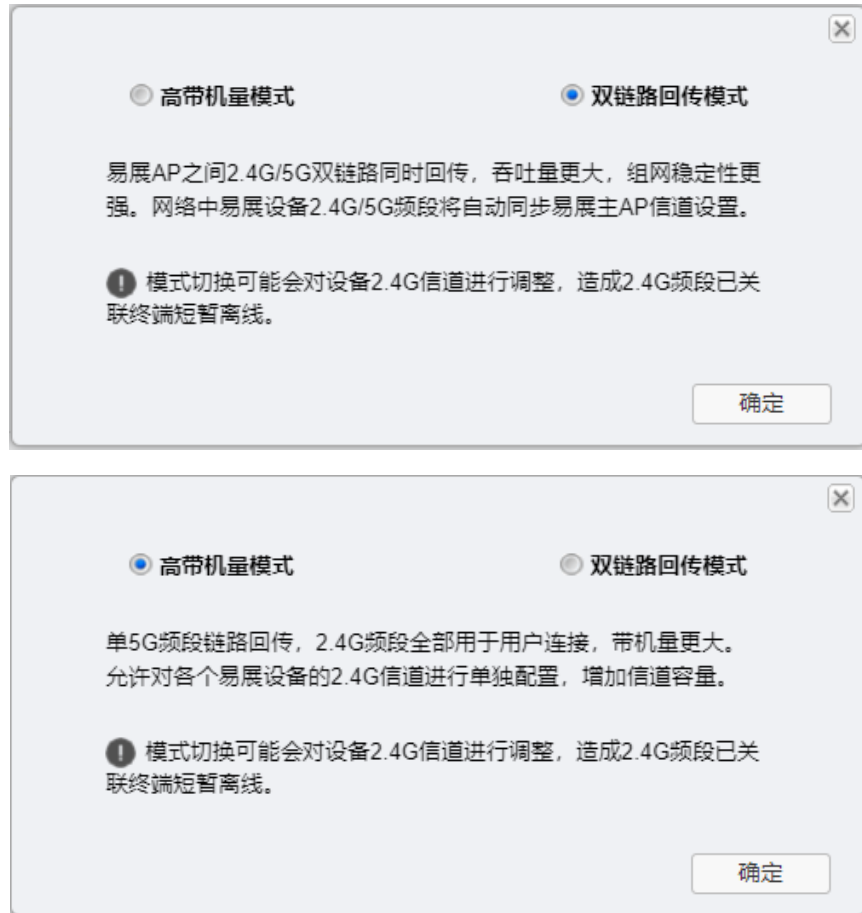 高带机量模式
双链路回传模式
易展AP之间2.4G/5G双链路同时回传，吞吐量更大，组网稳定性更
强。网络中易展设备2.4G/5G频段将自动同步易展主AP信道设置。
模式切换可能会对设备2.4G信道进行调整，造成2.4G频段已关
联终端短暂离线。
确定
高带机量模式
双链路回传模式
单5G频段链路回传，2.4G频段全部用于用户连接，带机量更大。
允许对各个易展设备的2.4G信道进行单独配置，增加信道容量。
模式切换可能会对设备2.4G信道进行调整，造成2.4G频段已关
联终端短暂离线。
确定